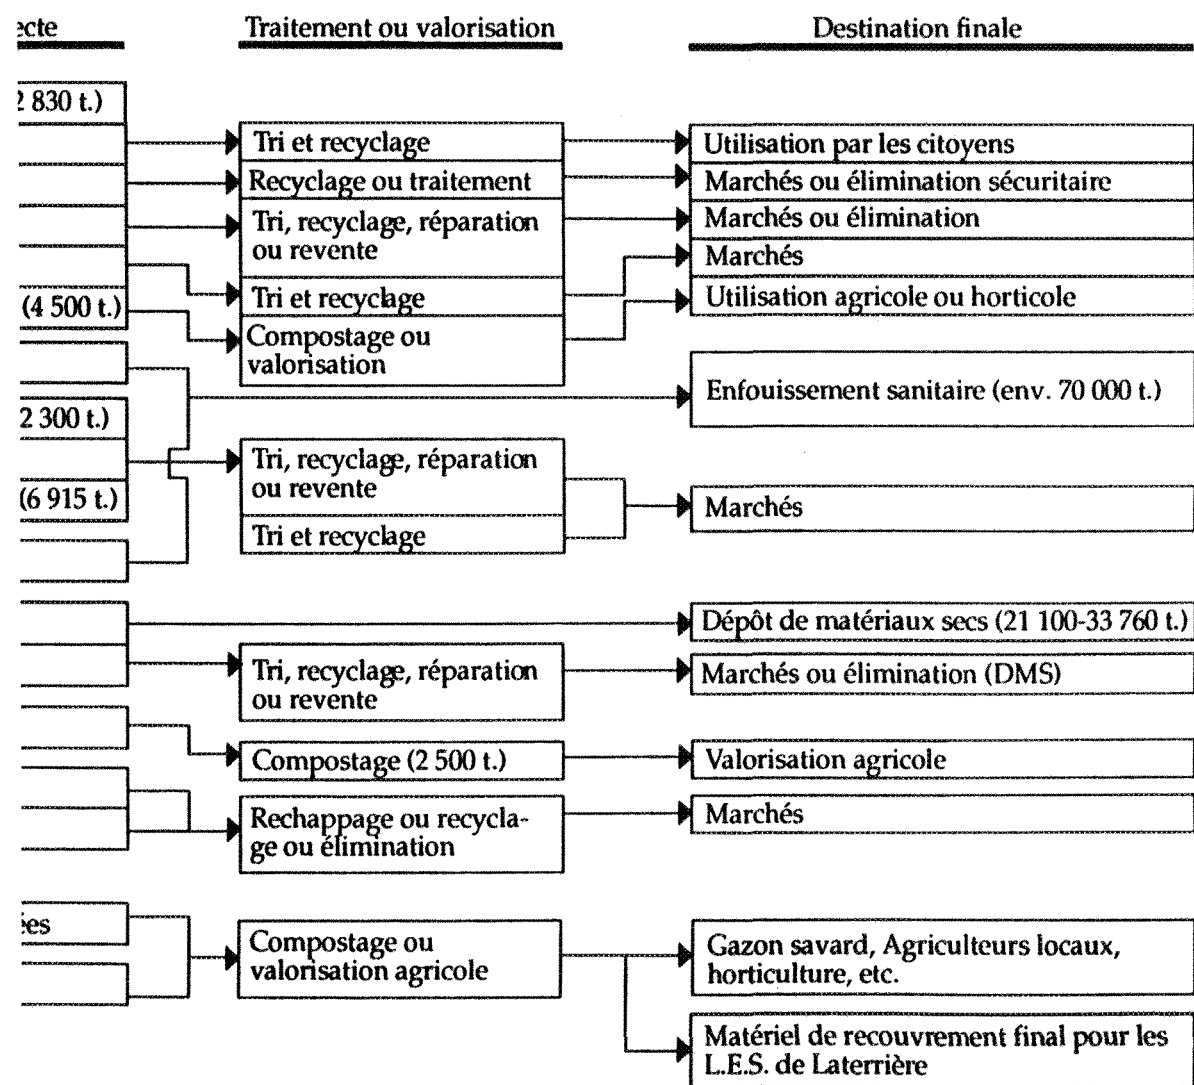 ecte Traitement ou valorisation Destination finale
2 830 t.)
Tri et recyclage Utilisation par les citoyens
Recyclage ou traitement Marchés ou élimination sécuritaire
Tri, recyclage, réparation Marchés ou élimination
ou revente
Marchés
Tri et recyclage Utilisation agricole ou horticole
(4 500 t.)
Compostage ou
valorisation
Enfouissement sanitaire (env. 70 000 t.)
2 300 t.)
Tri, recyclage, réparation
ou revente
(6 915 t.) Marchés
Tri et recyclage
Dépôt de matériaux secs (21 100-33 760 t.)
Tri, recyclage, réparation Marchés ou élimination (DMS)
ou revente
Compostage (2 500 t.) Valorisation agricole
Rechappage ou recycla- Marchés
ge ou élimination
ées
Compostage ou Gazon savard, Agriculteurs locaux,
valorisation agricole horticulture, etc.
Matériel de recouvrement final pour les
L.E.S. de Laterrière